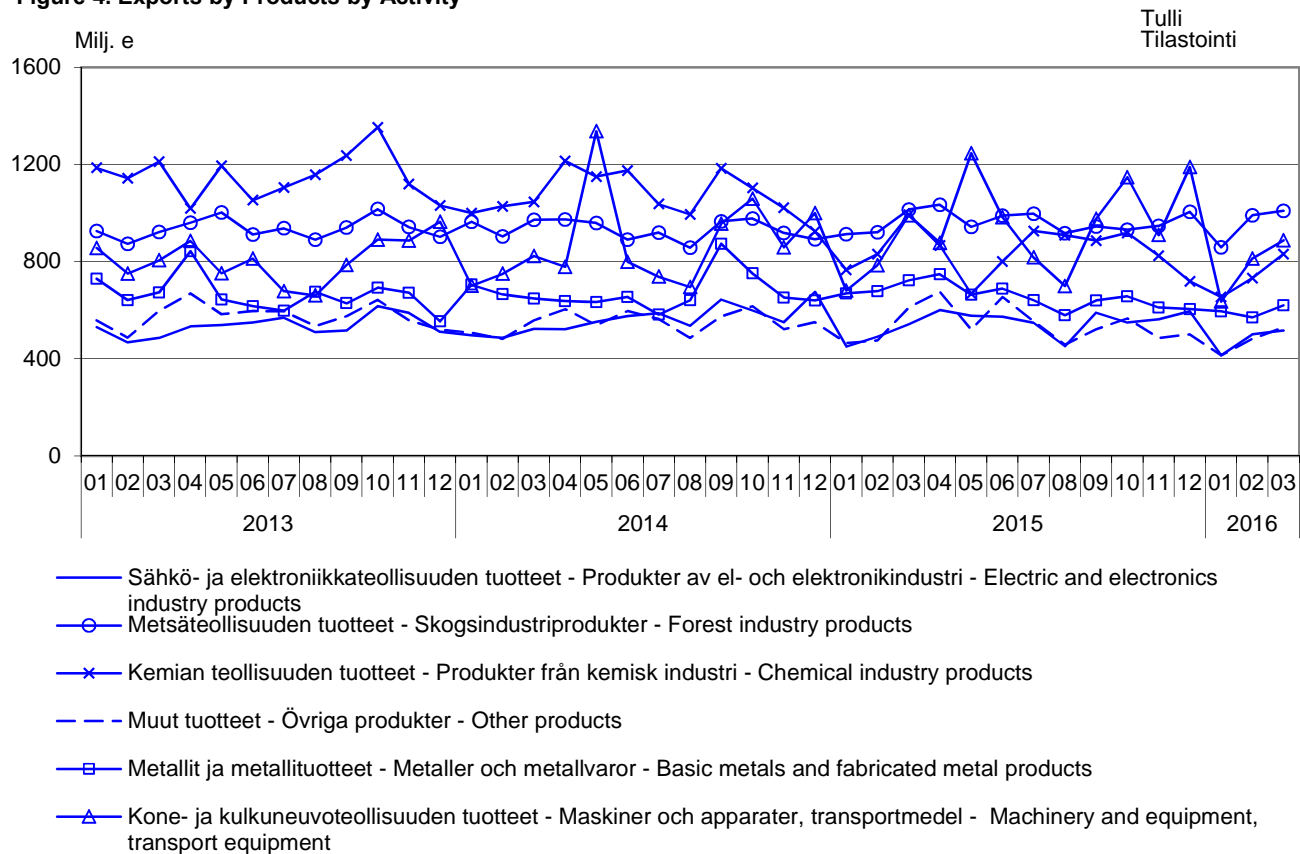 Figure 4. Exports by Products by Activity
Tulli
Tilastointi
Milj. e
1600
1200
800
400
0
01 02 03 04 05 06 07 08 09 10 11 12 01 02 03 04 05 06 07 08 09 10 11 12 01 02 03 04 05 06 07 08 09 10 11 12 01 02 03
2013 2014 2015 2016
Sähkö- ja elektroniikkateollisuuden tuotteet - Produkter av el- och elektronikindustri - Electric and electronics
industry products
Metsäteollisuuden tuotteet - Skogsindustriprodukter - Forest industry products
Kemian teollisuuden tuotteet - Produkter från kemisk industri - Chemical industry products
Muut tuotteet - Övriga produkter - Other products
Metallit ja metallituotteet - Metaller och metallvaror - Basic metals and fabricated metal products
Kone- ja kulkuneuvoteollisuuden tuotteet - Maskiner och apparater, transportmedel - Machinery and equipment,
transport equipment